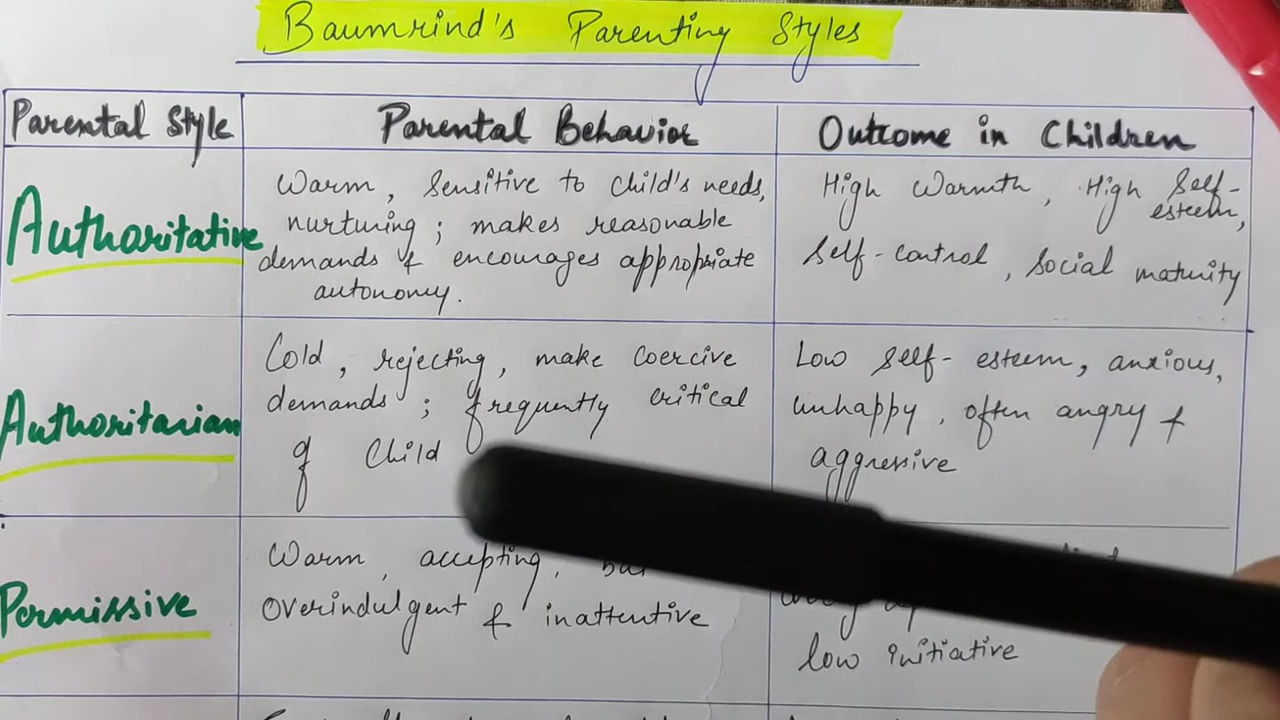 Baumrind's Parenting Styles
Parental Style
Parental Behavior
Outcome in Children
Authoritative
Warm, Sensitive to child's needs,
nurturing; makes reasonable
demands & encourages appropriate
autonomy.
High Warmth, High Self-
esteem,
Self-control, Social maturity
Authoritarian
Cold, rejecting, make coercive
demands; frequently critical
of Child
Low Self-esteem, anxious,
unhappy, often angry &
aggressive
Permissive
Warm, accepting, but
Overindulgent & inattentive
low initiative